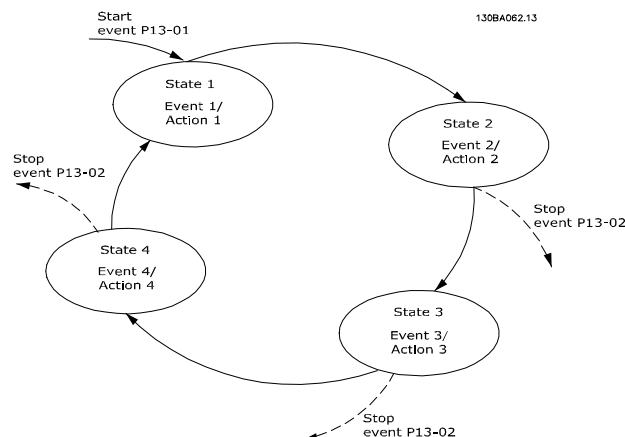 Start
event P13-01
130BA062.13
State 1
Event 1/
Action 1
State 2
Event 2/
Action 2
Stop
event P13-02
Stop
event P13-02
State 4
Event 4/
Action 4
State 3
Event 3/
Action 3
Stop
event P13-02